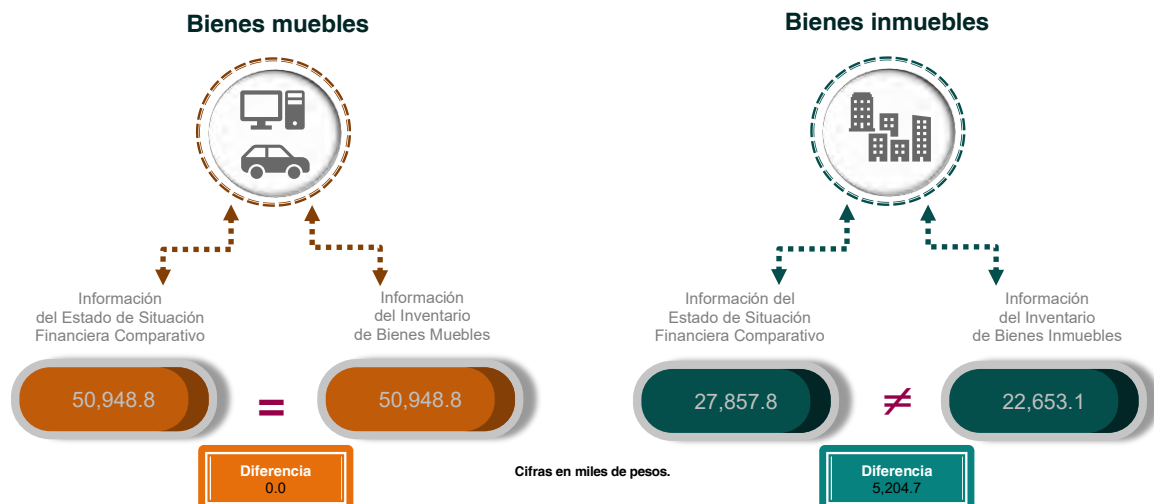 Bienes muebles
Información
del Estado de Situación
Financiera Comparativo
Información
del Inventario
de Bienes Muebles
50,948.8
=
50,948.8
Diferencia
0.0
Cifras en miles de pesos.
Bienes inmuebles
Información del
Estado de Situación
Financiera Comparativo
Información
del Inventario
de Bienes Inmuebles
27,857.8
≠
22,653.1
Diferencia
5,204.7